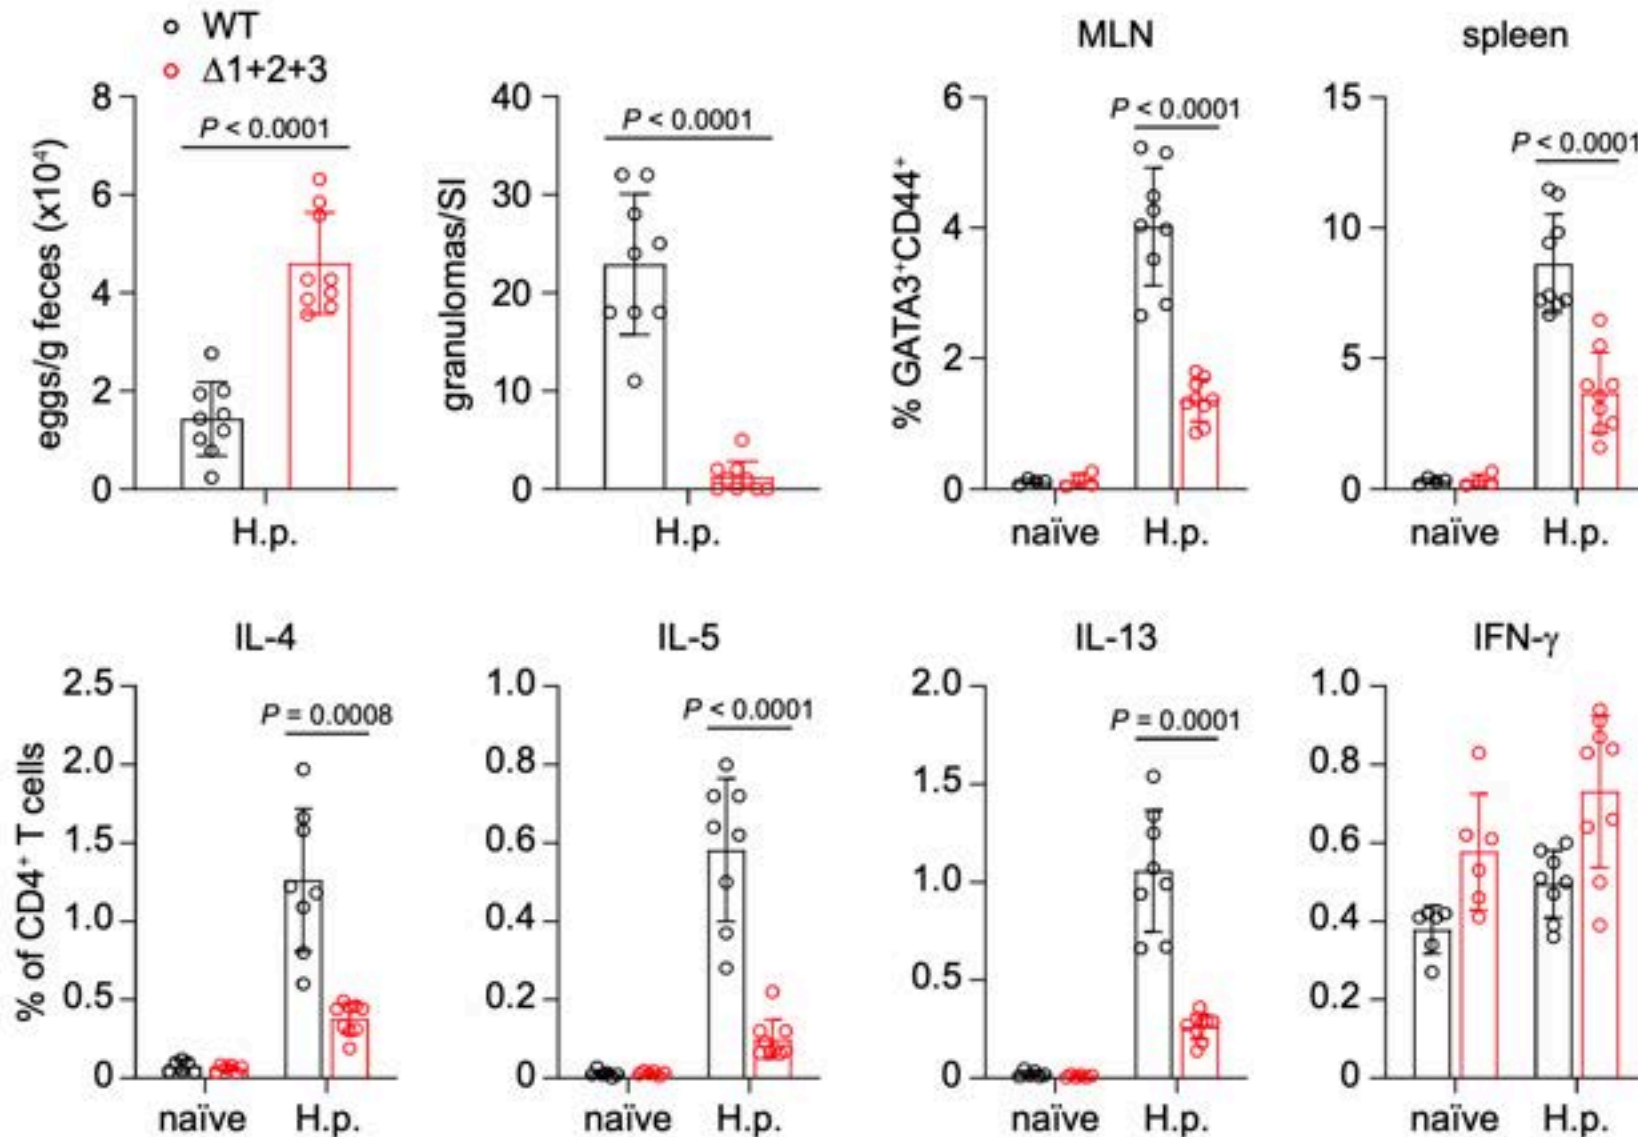 WT
Δ1+2+3
eggs/g feces (x10⁴)
8
6
4
2
0
P < 0.0001
H.p.
granulomas/SI
40
30
20
10
0
P < 0.0001
H.p.
MLN
% GATA3⁺CD44⁺
6
4
2
0
P < 0.0001
naïve H.p.
spleen
15
10
5
0
P < 0.0001
naïve H.p.
IL-4
% of CD4⁺ T cells
2.5
2.0
1.5
1.0
0.5
0
P = 0.0008
naïve H.p.
IL-5
1.0
0.8
0.6
0.4
0.2
0
P < 0.0001
naïve H.p.
IL-13
2.0
1.5
1.0
0.5
0
P = 0.0001
naïve H.p.
IFN-γ
1.0
0.8
0.6
0.4
0.2
0
naïve H.p.